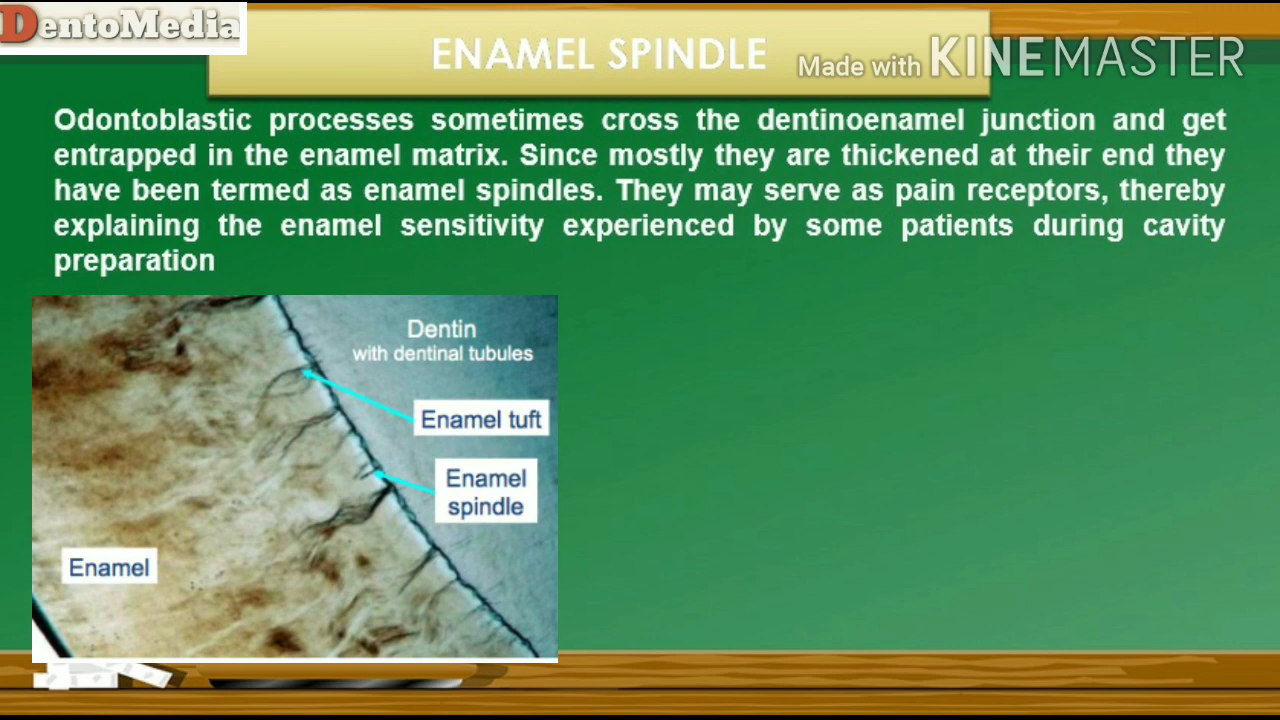 DentoMedia
ENAMEL SPINDLE
Made with KINEMASTER
Odontoblastic processes sometimes cross the dentinoenamel junction and get
entrapped in the enamel matrix. Since mostly they are thickened at their end they
have been termed as enamel spindles. They may serve as pain receptors, thereby
explaining the enamel sensitivity experienced by some patients during cavity
preparation
Dentin
with dentinal tubules
Enamel tuft
Enamel
spindle
Enamel